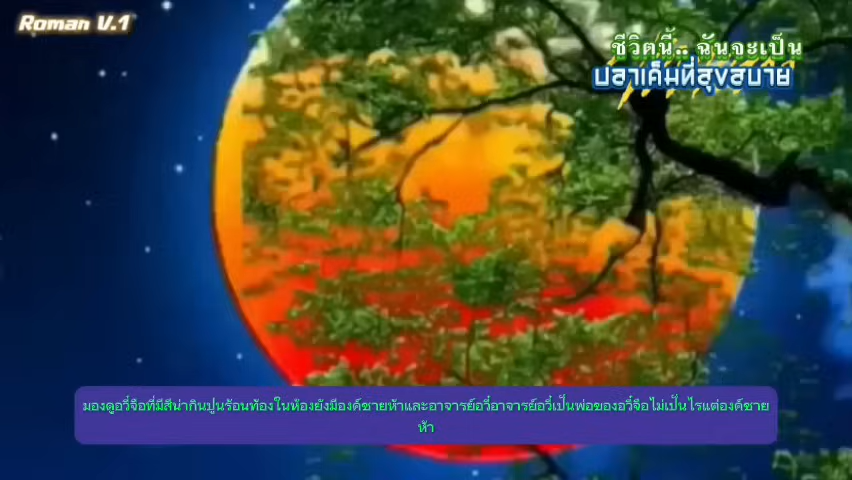 Roman V.1
ชีวิตนี้.. ฉันจะเป็น
ปลาเค็มที่สุขสบาย
มองดูอวี่จือที่มีสีน่ากินปูนร้อนท้องในห้องยังมีองค์ชายห้าและอาจารย์อวี่อาจารย์อวี่เป็นพ่อของอวี่จือไม่เป็นไรแต่องค์ชาย
ห้า